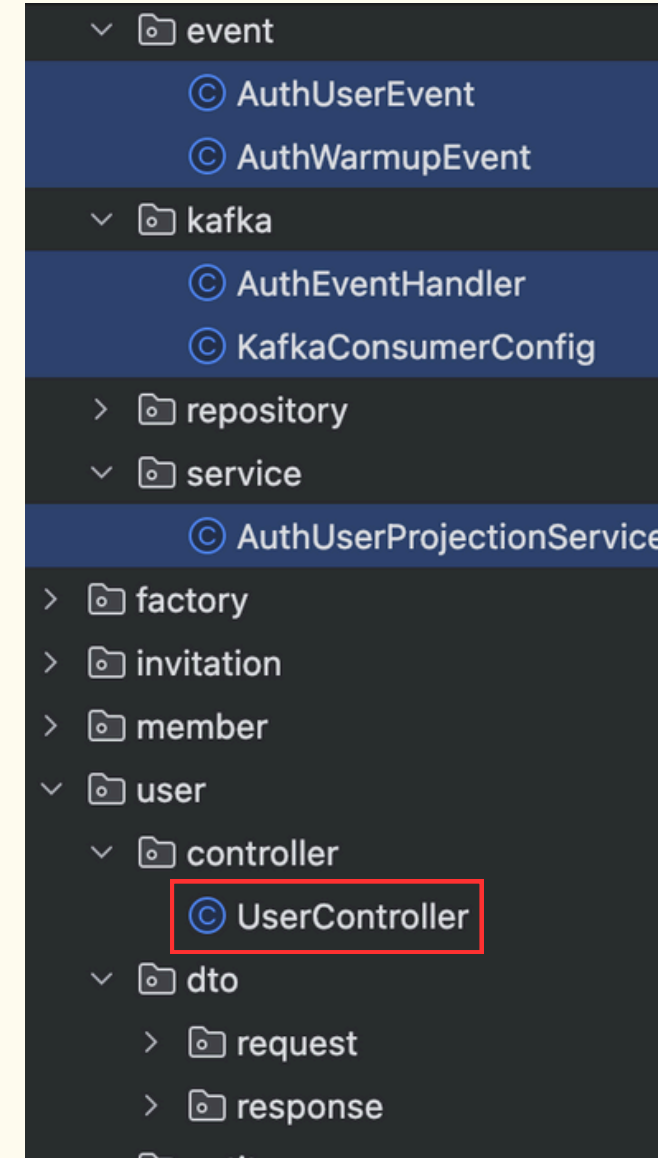 event
C AuthUserEvent
C AuthWarmupEvent
kafka
C AuthEventHandler
C KafkaConsumerConfig
repository
service
C AuthUserProjectionService
factory
invitation
member
user
controller
C UserController
dto
request
response